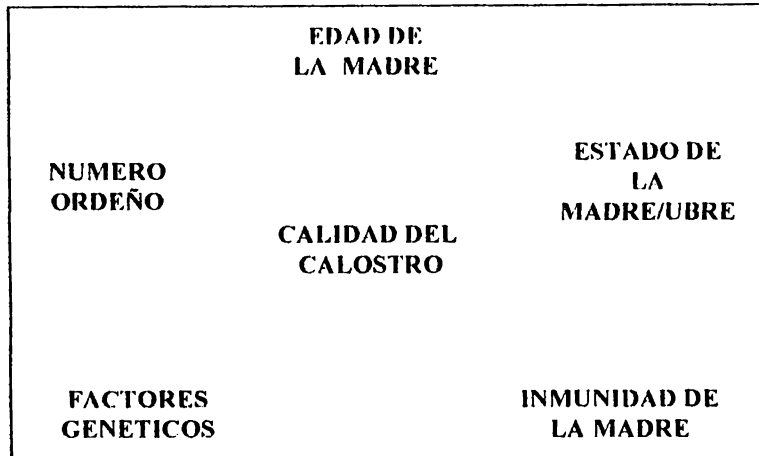 EDAD DE
LA MADRE
NUMERO
ORDEÑO
ESTADO DE
LA
MADRE/UBRE
CALIDAD DEL
CALOSTRO
FACTORES
GENETICOS
INMUNIDAD DE
LA MADRE